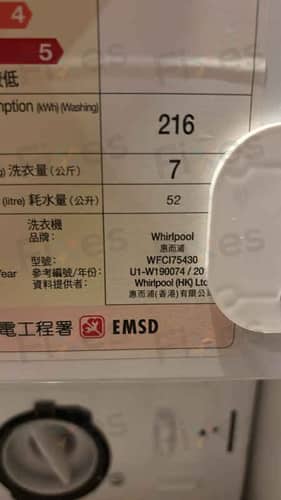 4
5
低
mption (kWh) (Washing)
216
g) 洗衣量 (公斤)
7
(litre) 耗水量 (公升)
52
洗衣機
品牌：
Whirlpool
惠而浦
型號：
WFCI75430
Year 參考編號/年份：
U1-W190074 / 20
資料提供者：
Whirlpool (HK) Ltd
惠而浦(香港)有限公
電工程署 EMSD